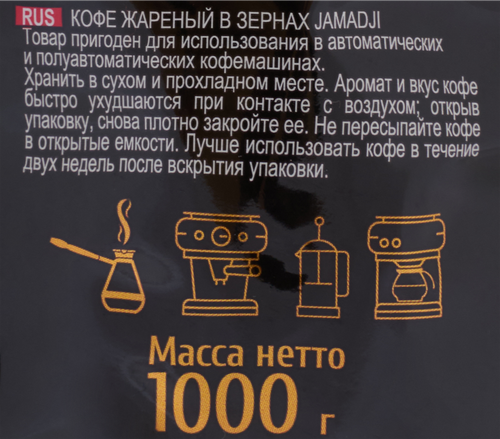 RUS КОФЕ ЖАРЕНЫЙ В ЗЕРНАХ JAMADJI
Товар пригоден для использования в автоматических
и полуавтоматических кофемашинах.
Хранить в сухом и прохладном месте. Аромат и вкус кофе
быстро ухудшаются при контакте с воздухом; открыв
упаковку, снова плотно закройте ее. Не пересыпайте кофе
в открытые емкости. Лучше использовать кофе в течение
двух недель после вскрытия упаковки.
Масса нетто
1000 г